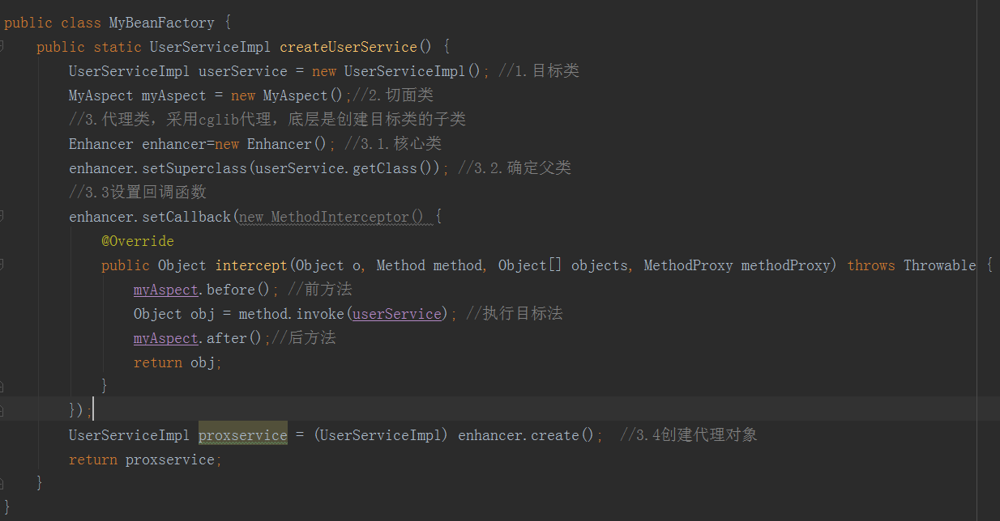 public class MyBeanFactory {
public static UserServiceImpl createUserService() {
UserServiceImpl userService = new UserServiceImpl(); //1.目标类
MyAspect myAspect = new MyAspect();//2.切面类
//3.代理类，采用cglib代理，底层是创建目标类的子类
Enhancer enhancer=new Enhancer(); //3.1.核心类
enhancer.setSuperclass(userService.getClass()); //3.2.确定父类
//3.3设置回调函数
enhancer.setCallback(new MethodInterceptor() {
@Override
public Object intercept(Object o, Method method, Object[] objects, MethodProxy methodProxy) throws Throwable {
myAspect.before(); //前方法
Object obj = method.invoke(userService); //执行目标法
myAspect.after();//后方法
return obj;
}
});
UserServiceImpl proxservice = (UserServiceImpl) enhancer.create(); //3.4创建代理对象
return proxservice;
}
}